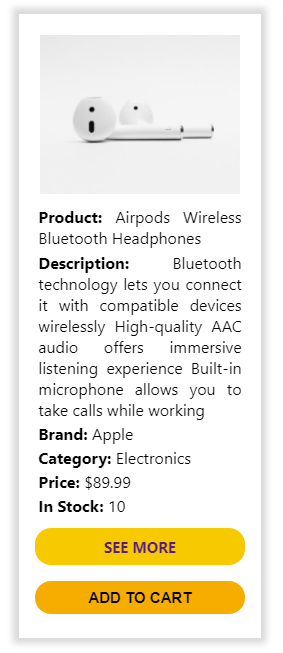 Product: Airpods Wireless
Bluetooth Headphones
Description: Bluetooth
technology lets you connect
it with compatible devices
wirelessly High-quality AAC
audio offers immersive
listening experience Built-in
microphone allows you to
take calls while working
Brand: Apple
Category: Electronics
Price: $89.99
In Stock: 10
SEE MORE
ADD TO CART